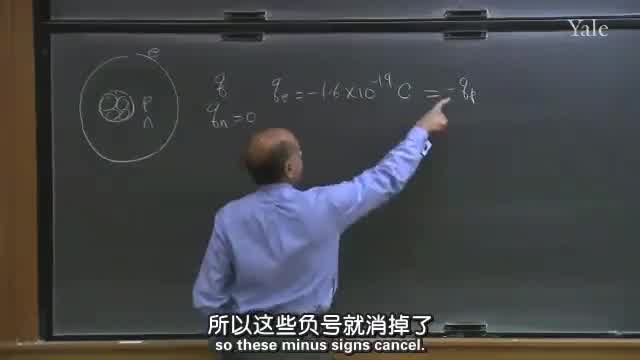 Yale
e
p
n
q
q_e = -1.6 x 10^-19 C = -q_p
q_n = 0
所以这些负号就消掉了
so these minus signs cancel.